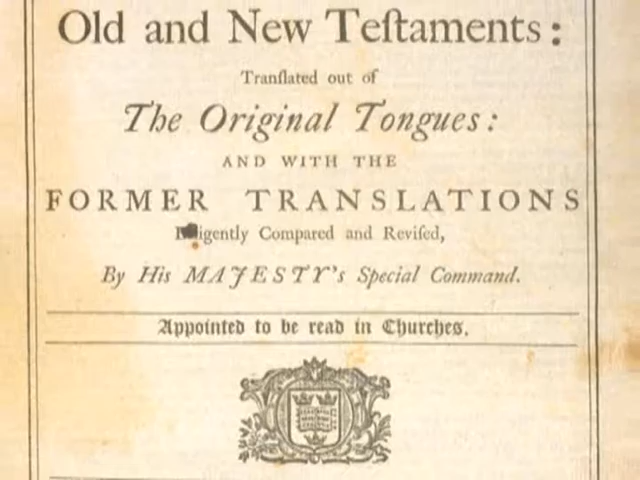 Old and New Teſtaments:
Tranſlated out of
The Original Tongues:
AND WITH THE
FORMER TRANSLATIONS
Diligently Compared and Reviſed,
By His MAJESTY's Special Command.
Appointed to be read in Churches.